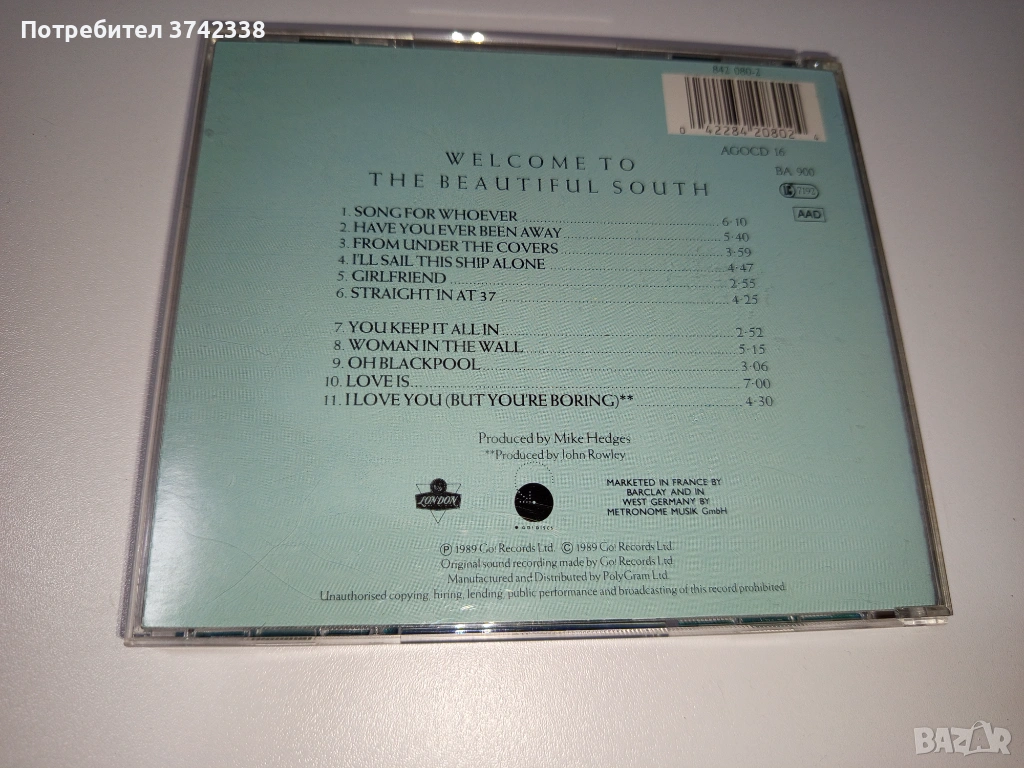 Потребител 3742338
842 080-2
0 42284 20802 4
AGOCD 16
BA 900
AAD
WELCOME TO
THE BEAUTIFUL SOUTH
1. SONG FOR WHOEVER 6·10
2. HAVE YOU EVER BEEN AWAY 5·40
3. FROM UNDER THE COVERS 3·59
4. I'LL SAIL THIS SHIP ALONE 4·47
5. GIRLFRIEND 2·55
6. STRAIGHT IN AT 37 4·25
7. YOU KEEP IT ALL IN 2·52
8. WOMAN IN THE WALL 5·15
9. OH BLACKPOOL 3·06
10. LOVE IS... 7·00
11. I LOVE YOU (BUT YOU'RE BORING)** 4·30
Produced by Mike Hedges
**Produced by John Rowley
LONDON
GO! DISCS
MARKETED IN FRANCE BY
BARCLAY AND IN
WEST GERMANY BY
METRONOME MUSIK GmbH
Ⓟ 1989 Go! Records Ltd. © 1989 Go! Records Ltd.
Original sound recording made by Go! Records Ltd.
Manufactured and Distributed by PolyGram Ltd.
Unauthorised copying, hiring, lending, public performance and broadcasting of this record prohibited.
BAZAR